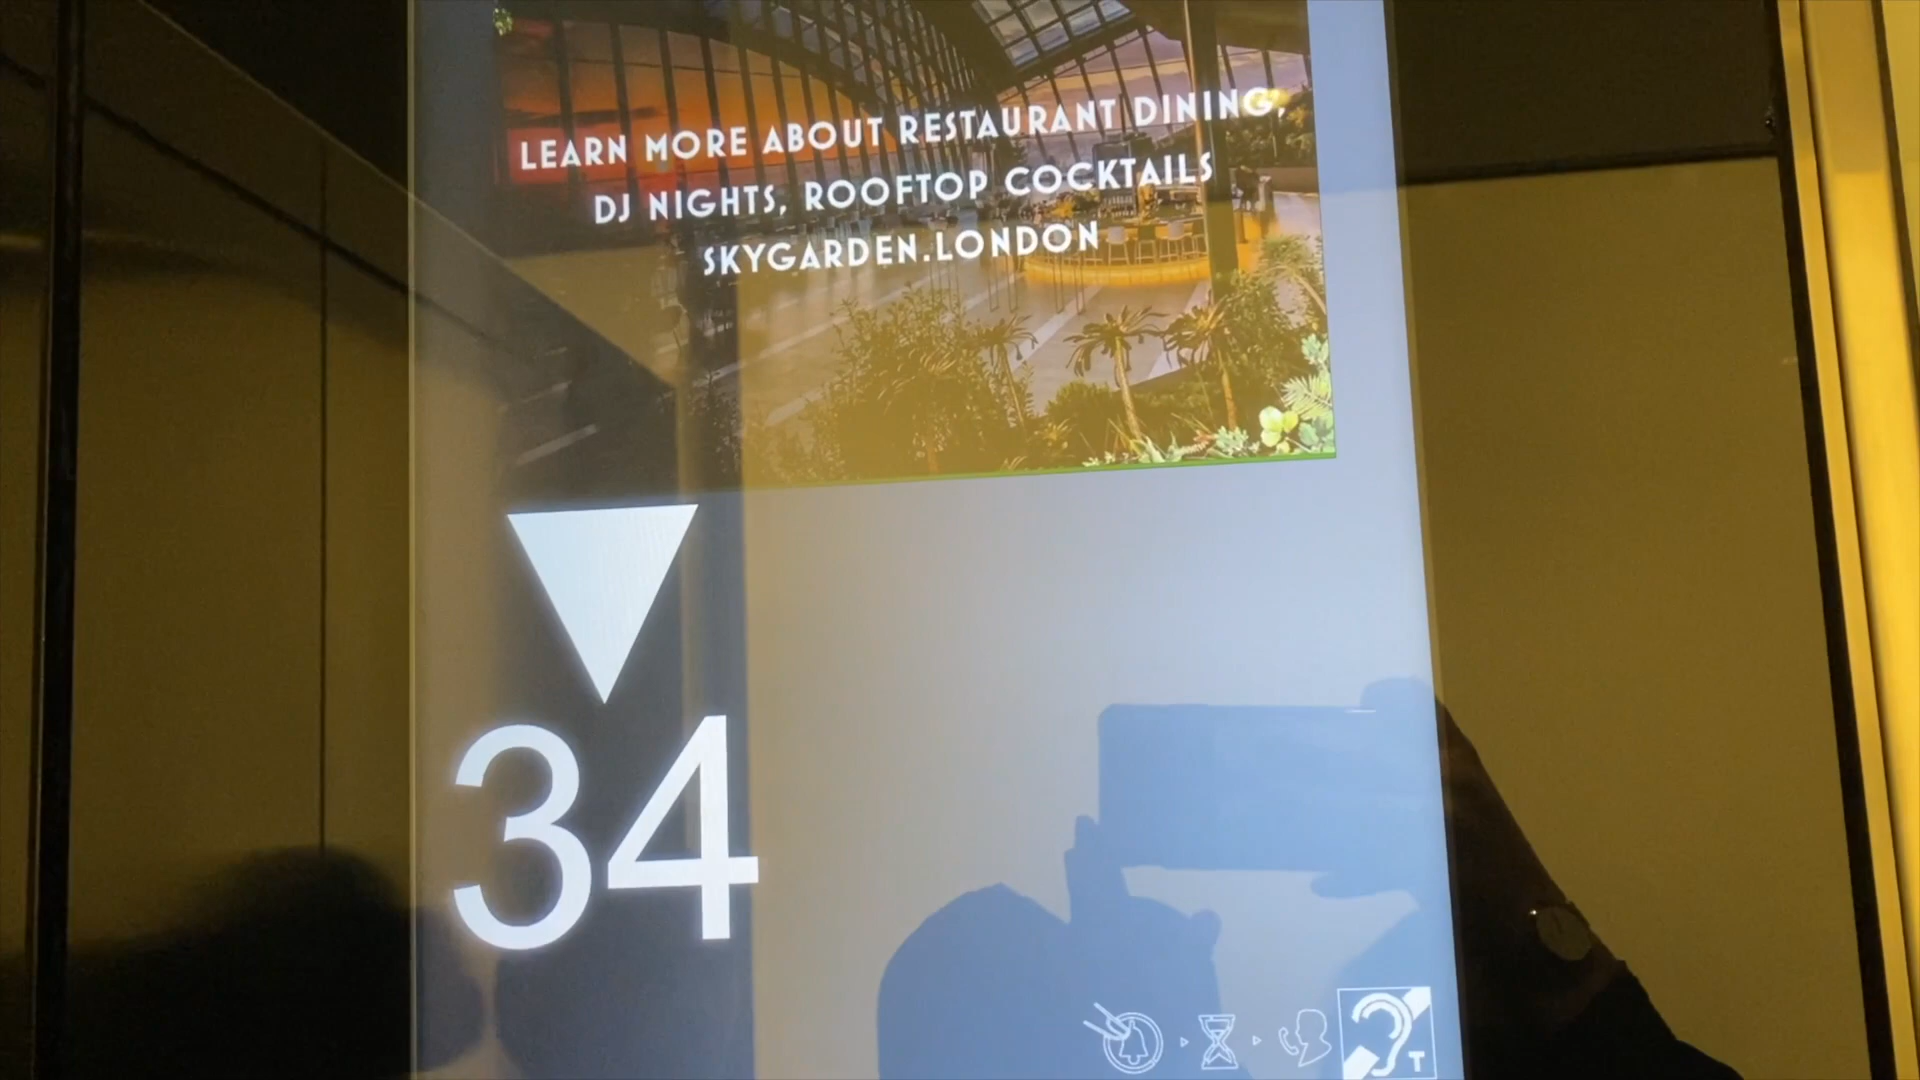 LEARN MORE ABOUT RESTAURANT DINING,
DJ NIGHTS, ROOFTOP COCKTAILS
SKYGARDEN.LONDON
34
T